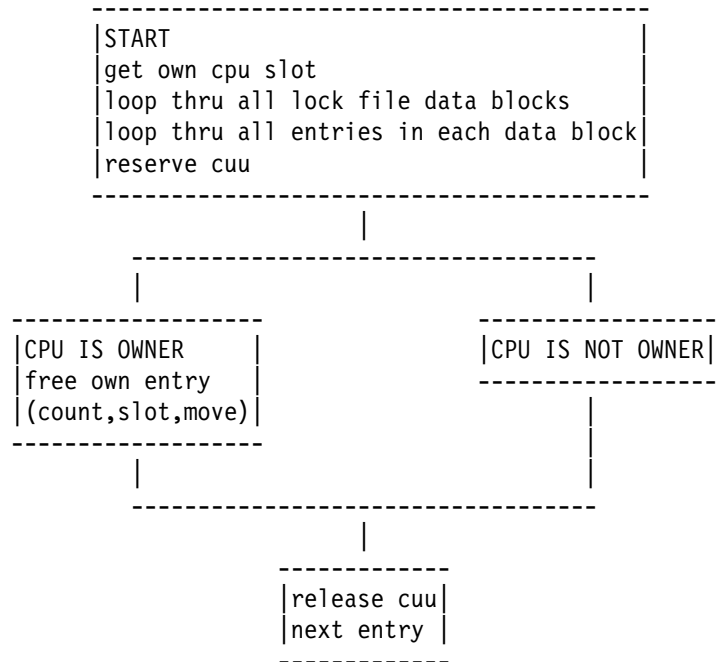 START
get own cpu slot
loop thru all lock file data blocks
loop thru all entries in each data block
reserve cuu
CPU IS OWNER
free own entry
(count,slot,move)
CPU IS NOT OWNER
release cuu
next entry